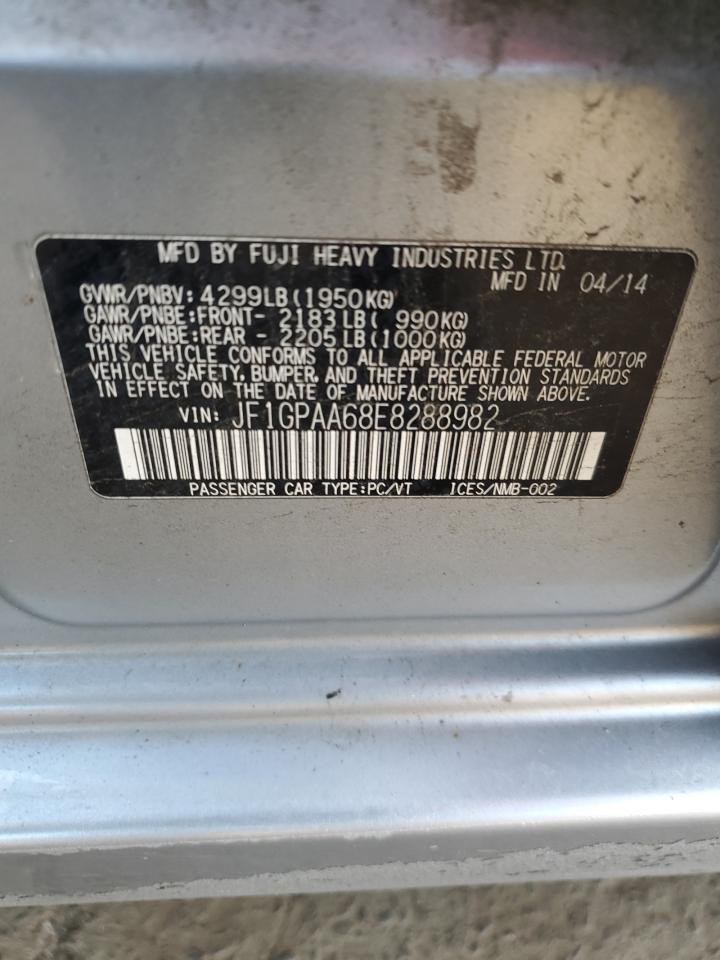 MFD BY FUJI HEAVY INDUSTRIES LTD.
MFD IN 04/14
GVWR/PNBV: 4299LB(1950KG)
GAWR/PNBE:FRONT- 2183LB( 990KG)
GAWR/PNBE:REAR - 2205LB(1000KG)
THIS VEHICLE CONFORMS TO ALL APPLICABLE FEDERAL MOTOR
VEHICLE SAFETY, BUMPER, AND THEFT PREVENTION STANDARDS
IN EFFECT ON THE DATE OF MANUFACTURE SHOWN ABOVE.
VIN: JF1GPAA68E8288982
PASSENGER CAR TYPE:PC/VT ICES/NMB-002